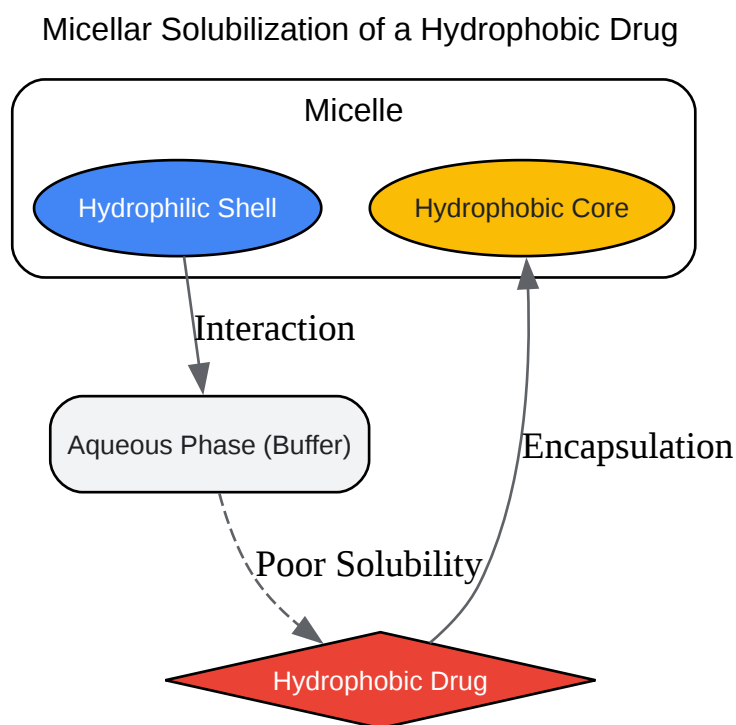 Micellar Solubilization of a Hydrophobic Drug
Micelle
Hydrophilic Shell
Hydrophobic Core
Interaction
Aqueous Phase (Buffer)
Encapsulation
Poor Solubility
Hydrophobic Drug